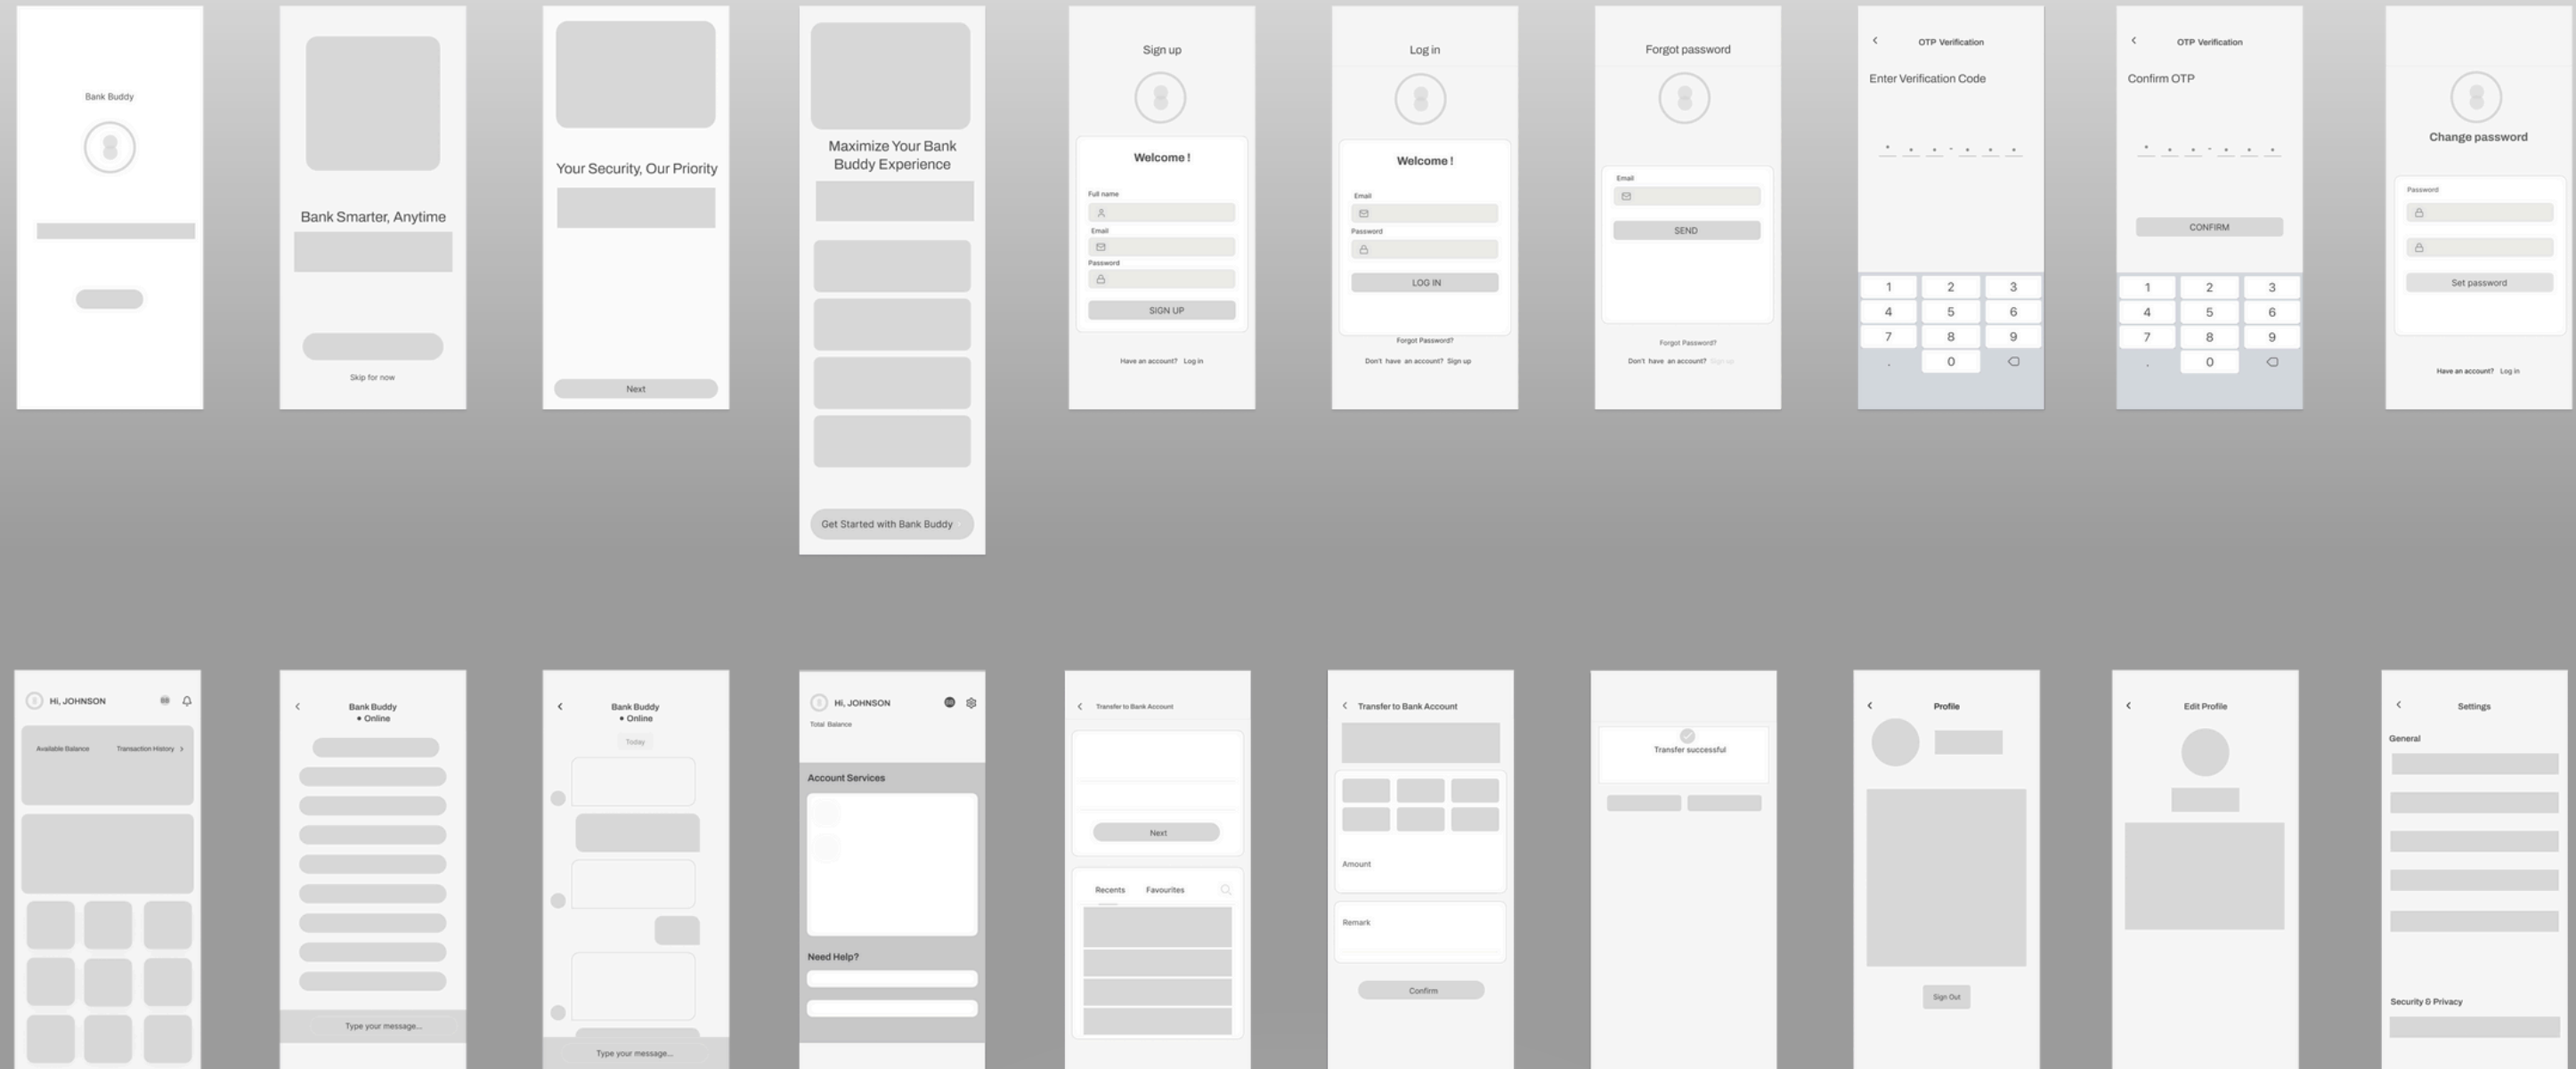 Bank Buddy
Bank Smarter, Anytime
Skip for now
Your Security, Our Priority
Next
Maximize Your Bank
Buddy Experience
Get Started with Bank Buddy
Sign up
Welcome !
Full name
Email
Password
SIGN UP
Have an account? Log in
Log in
Welcome !
Email
Password
LOG IN
Forgot Password?
Don't have an account? Sign up
Forgot password
Email
SEND
Forgot Password?
Don't have an account? Sign up
OTP Verification
Enter Verification Code
1 2 3
4 5 6
7 8 9
. 0
OTP Verification
Confirm OTP
CONFIRM
1 2 3
4 5 6
7 8 9
. 0
Change password
Password
Set password
Have an account? Log in
Hi, JOHNSON
Available Balance Transaction History
Bank Buddy
• Online
Type your message...
Bank Buddy
• Online
Today
Type your message...
Hi, JOHNSON
Total Balance
Account Services
Need Help?
Transfer to Bank Account
Next
Recents Favourites
Transfer to Bank Account
Amount
Remark
Confirm
Transfer successful
Profile
Sign Out
Edit Profile
Settings
General
Security & Privacy